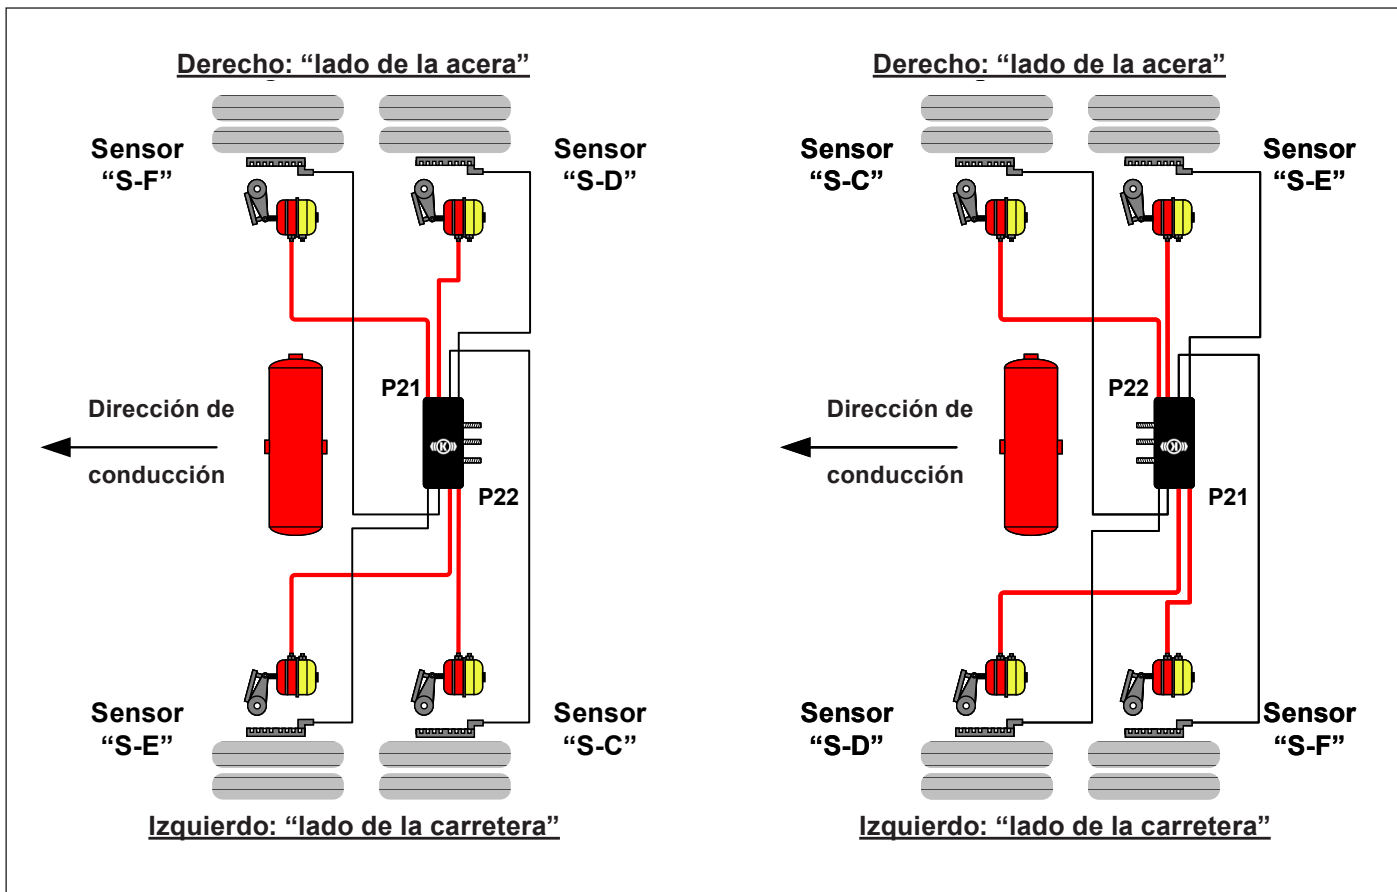 Derecho: “lado de la acera”
Sensor
“S-F”
Sensor
“S-D”
P21
Dirección de
conducción
K
P22
Sensor
“S-E”
Sensor
“S-C”
Izquierdo: “lado de la carretera”
Derecho: “lado de la acera”
Sensor
“S-C”
Sensor
“S-E”
P22
Dirección de
conducción
K
P21
Sensor
“S-D”
Sensor
“S-F”
Izquierdo: “lado de la carretera”